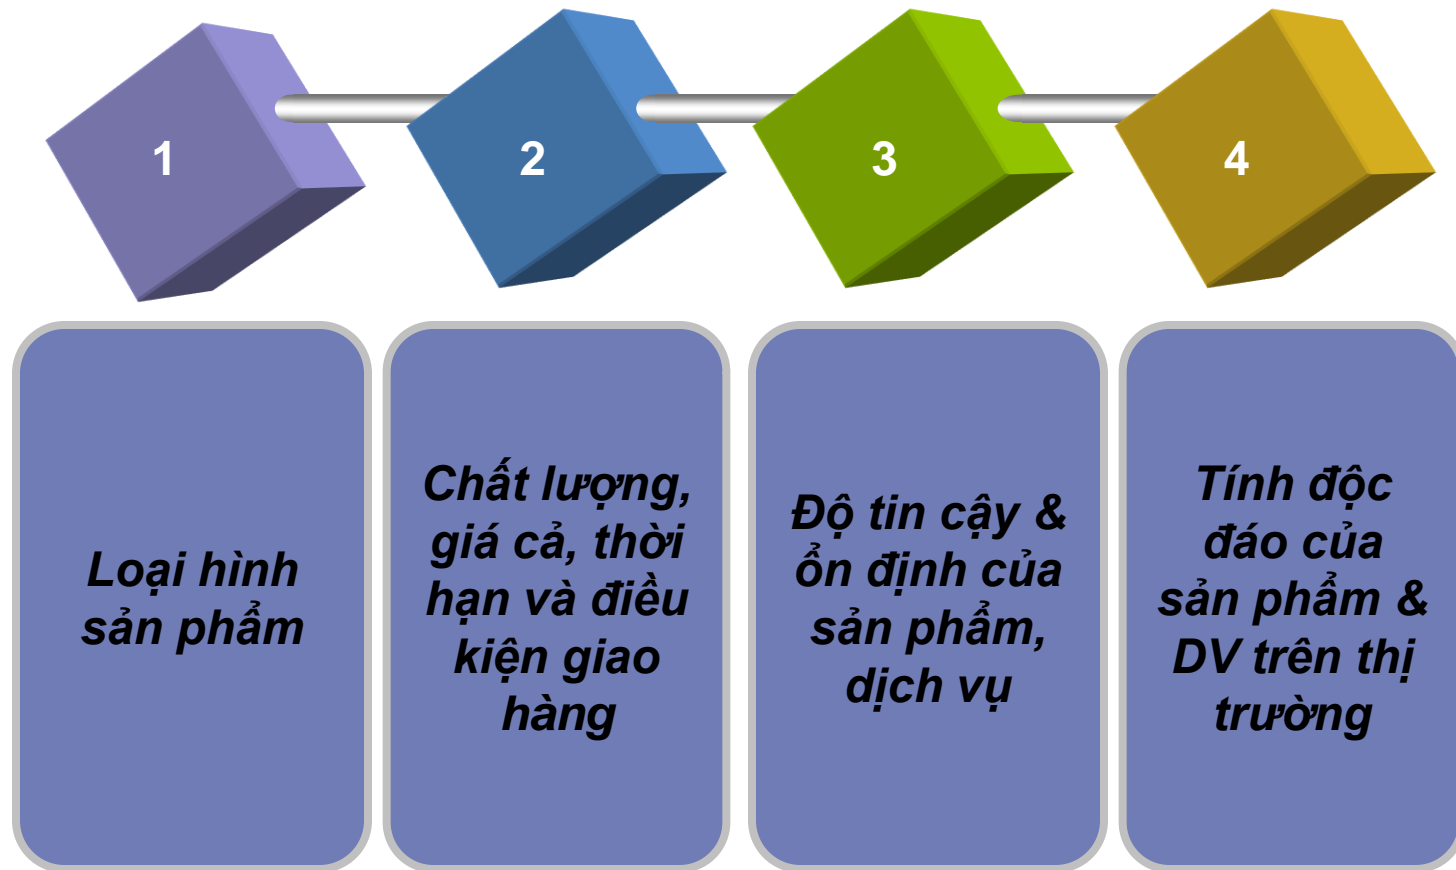 1
2
3
4
Loại hình
sản phẩm
Chất lượng,
giá cả, thời
hạn và điều
kiện giao
hàng
Độ tin cậy &
ổn định của
sản phẩm,
dịch vụ
Tính độc
đáo của
sản phẩm &
DV trên thị
trường